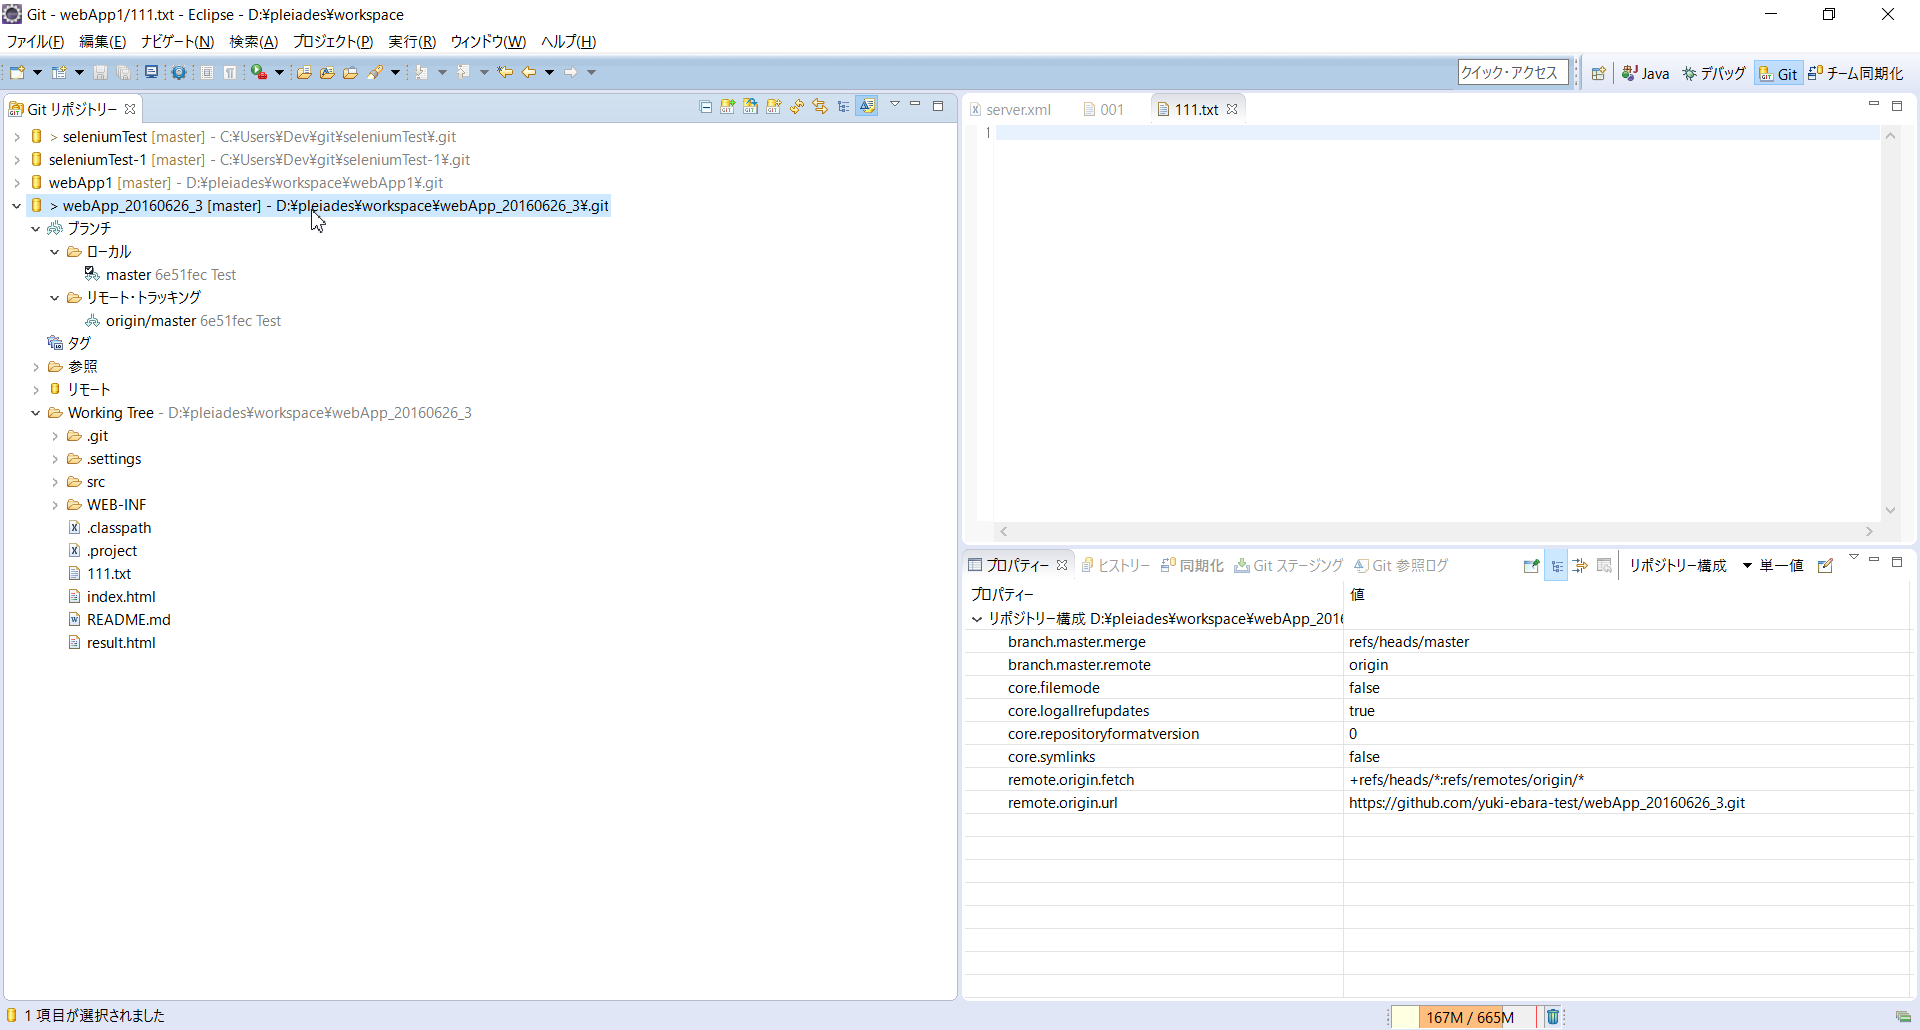 Git - webApp1/111.txt - Eclipse - D:¥pleiades¥workspace
ファイル(F) 編集(E) ナビゲート(N) 検索(A) プロジェクト(P) 実行(R) ウィンドウ(W) ヘルプ(H)
クイック・アクセス Java デバッグ Git チーム同期化
Git リポジトリー
> seleniumTest [master] - C:¥Users¥Dev¥git¥seleniumTest¥.git
seleniumTest-1 [master] - C:¥Users¥Dev¥git¥seleniumTest-1¥.git
webApp1 [master] - D:¥pleiades¥workspace¥webApp1¥.git
> webApp_20160626_3 [master] - D:¥pleiades¥workspace¥webApp_20160626_3¥.git
ブランチ
ローカル
master 6e51fec Test
リモート・トラッキング
origin/master 6e51fec Test
タグ
参照
リモート
Working Tree - D:¥pleiades¥workspace¥webApp_20160626_3
.git
.settings
src
WEB-INF
.classpath
.project
111.txt
index.html
README.md
result.html
server.xml 001 111.txt
1
プロパティー ヒストリー 同期化 Git ステージング Git 参照ログ リポジトリー構成 単一値
プロパティー 値
リポジトリー構成 D:¥pleiades¥workspace¥webApp_2016
branch.master.merge refs/heads/master
branch.master.remote origin
core.filemode false
core.logallrefupdates true
core.repositoryformatversion 0
core.symlinks false
remote.origin.fetch +refs/heads/*:refs/remotes/origin/*
remote.origin.url https://github.com/yuki-ebara-test/webApp_20160626_3.git
1 項目が選択されました
167M / 665M